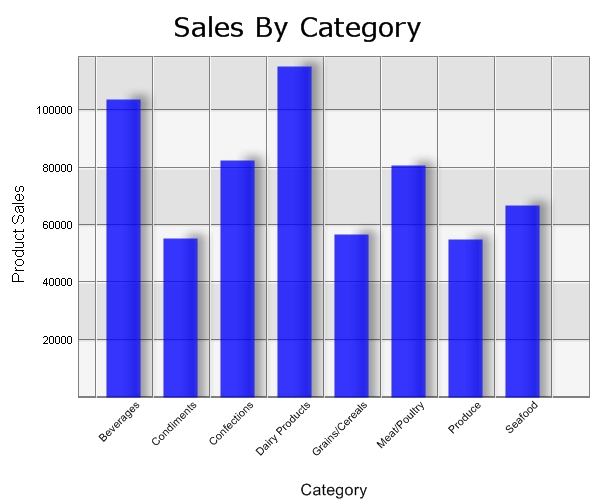 Sales By Category
Product Sales
100000
80000
60000
40000
20000
Beverages
Condiments
Confections
Dairy Products
Grains/Cereals
Meat/Poultry
Produce
Seafood
Category